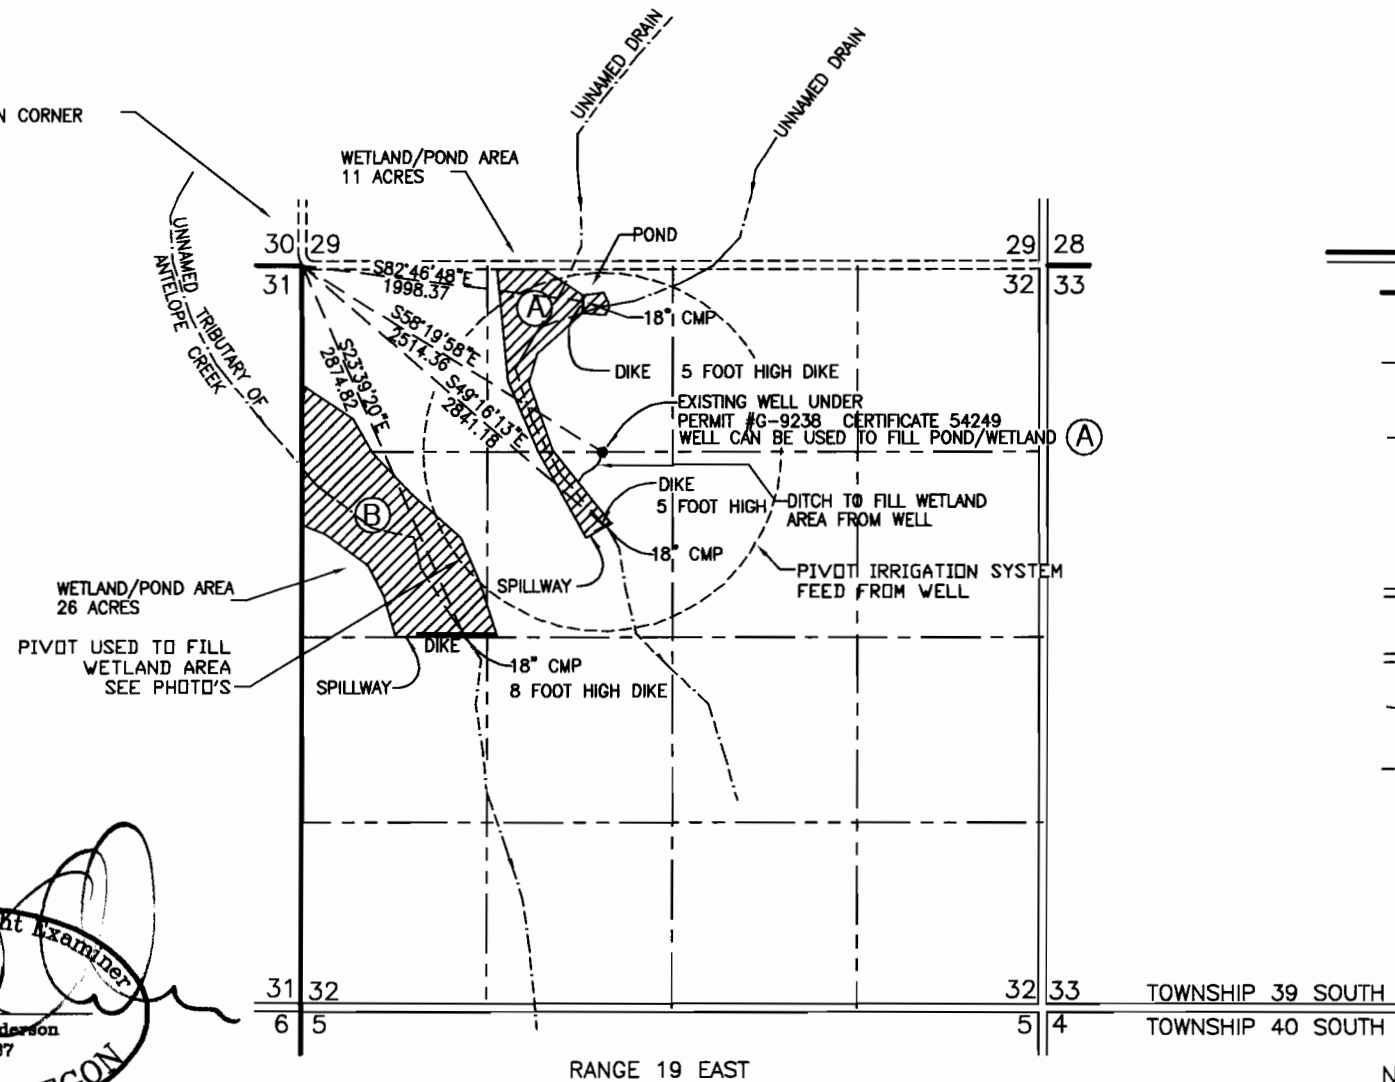 UNNAMED DRAIN
UNNAMED DRAIN
CORNER
WETLAND/POND AREA
11 ACRES
POND
30 29
31
29 28
32 33
UNNAMED TRIBUTARY OF
ANTELOPE CREEK
S82°46'48"E
1998.37
S58°19'58"E
2514.36
S49°16'13"E
2841.18
S23°39'20"E
2874.82
A
18" CMP
DIKE 5 FOOT HIGH DIKE
EXISTING WELL UNDER
PERMIT #G-9238 CERTIFICATE 54249
WELL CAN BE USED TO FILL POND/WETLAND A
DIKE
5 FOOT HIGH
DITCH TO FILL WETLAND
AREA FROM WELL
B
18" CMP
SPILLWAY
PIVOT IRRIGATION SYSTEM
FEED FROM WELL
WETLAND/POND AREA
26 ACRES
PIVOT USED TO FILL
WETLAND AREA
SEE PHOTO'S
DIKE
SPILLWAY
18" CMP
8 FOOT HIGH DIKE
Examiner
31 32
6 5
32 33
5 4
TOWNSHIP 39 SOUTH
TOWNSHIP 40 SOUTH
RANGE 19 EAST